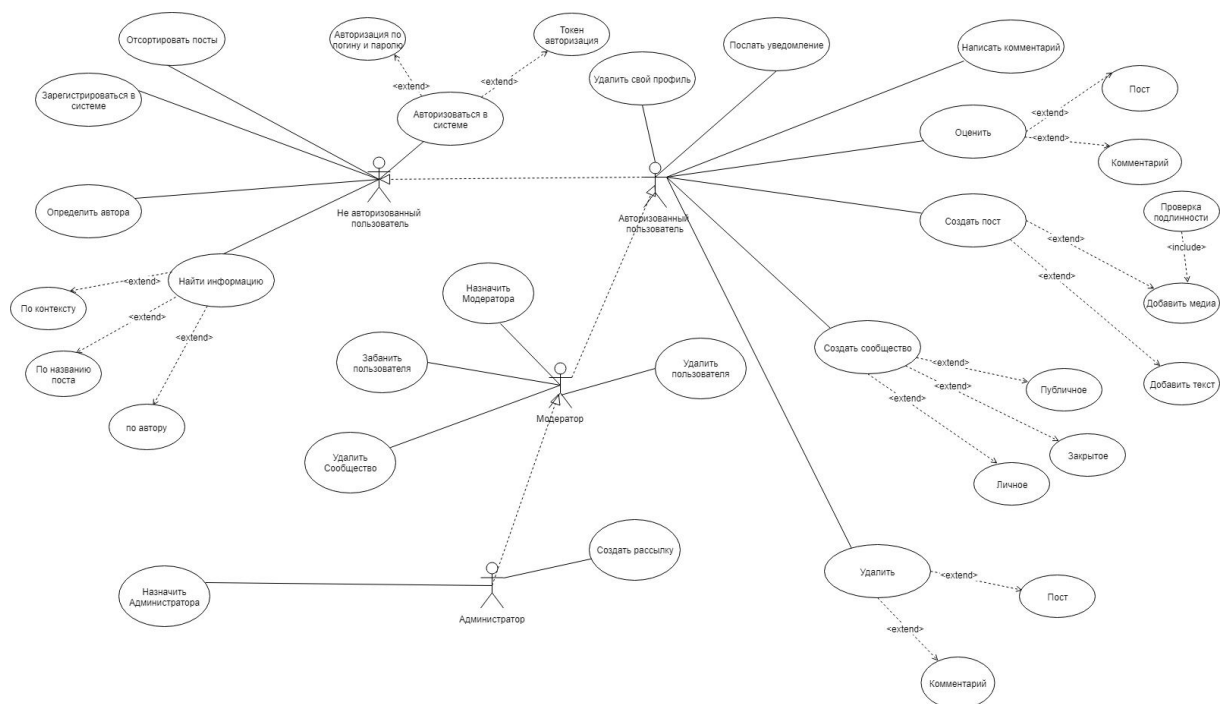 Отсортировать посты
Авторизация по
логину и паролю
Токен
авторизация
Послать уведомление
Написать комментарий
Зарегистрироваться в
системе
<extend>
<extend>
Авторизоваться в
системе
Удалить свой профиль
Оценить
<extend>
Пост
<extend>
Комментарий
Определить автора
Не авторизованный
пользователь
Авторизованный
пользователь
Создать пост
Проверка
подлинности
<include>
<extend>
<extend>
Добавить медиа
Добавить текст
Найти информацию
<extend>
По контексту
<extend>
По названию
поста
<extend>
по автору
Назначить
Модератора
Забанить
пользователя
Удалить
пользователя
Модератор
Удалить
Сообщество
Создать сообщество
<extend>
Публичное
<extend>
Закрытое
<extend>
Личное
Назначить
Администратора
Создать рассылку
Администратор
Удалить
<extend>
Пост
<extend>
Комментарий